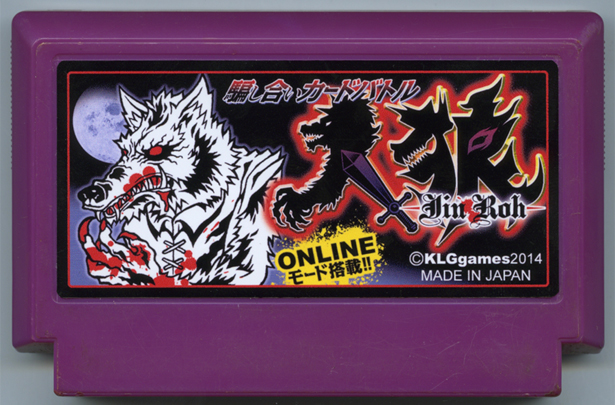 騙し合いカードバトル
人狼
Jin Roh
ONLINE
モード搭載!!
©KLGgames2014
MADE IN JAPAN